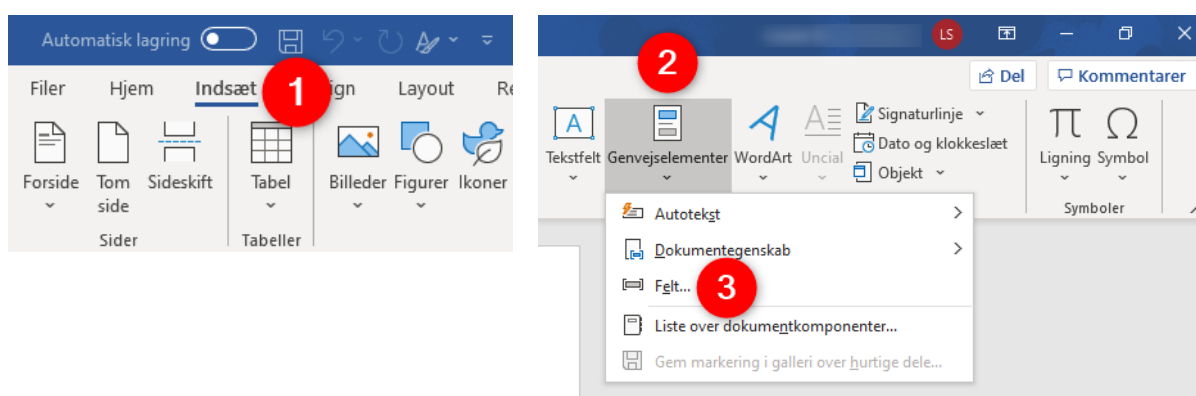 Automatisk lagring
1
Filer Hjem Indsæt ign Layout Re
Forside Tom side Sideskift Tabel Billeder Figurer Ikoner
Sider Tabeller
2
LS
Del Kommentarer
A A A Signaturlinje
Dato og klokkeslæt
Tekstfelt Genvejselementer WordArt Uncial Objekt
π Ω
Ligning Symbol
Symboler
Autotekst
Dokumentegenskab
Felt... 3
Liste over dokumentkomponenter...
Gem markering i galleri over hurtige dele...